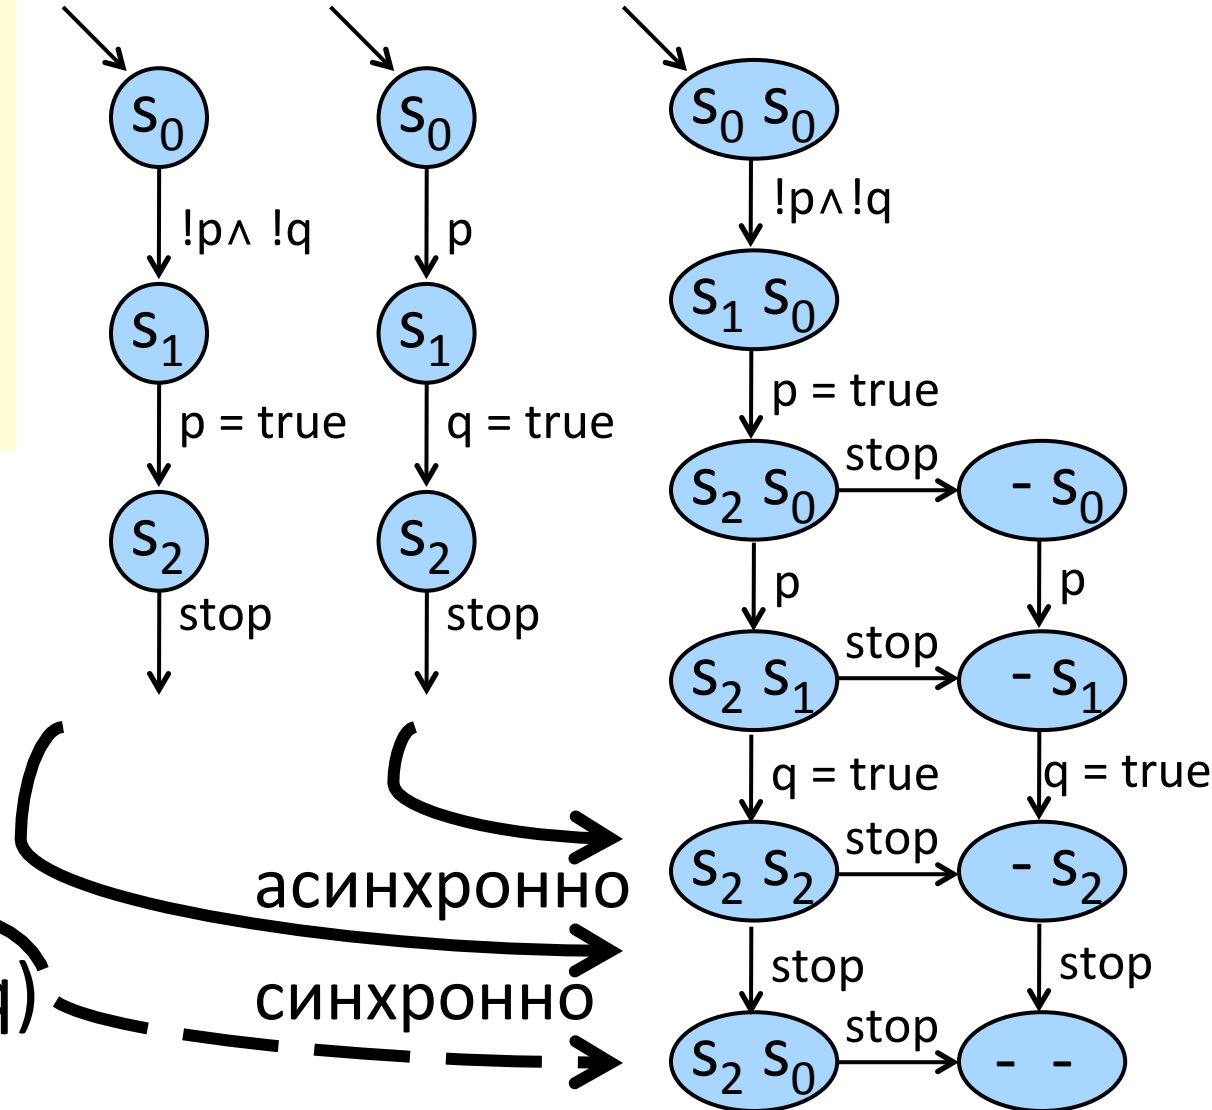 s0 s0 s0 s0
!p∧ !q p !p∧!q
s1 s1 s1 s0
p = true q = true p = true
s2 s2 s2 s0 stop - s0
stop stop p p
s2 s1 stop - s1
q = true q = true
асинхронно s2 s2 stop - s2
stop stop
q) синхронно s2 s0 stop - -